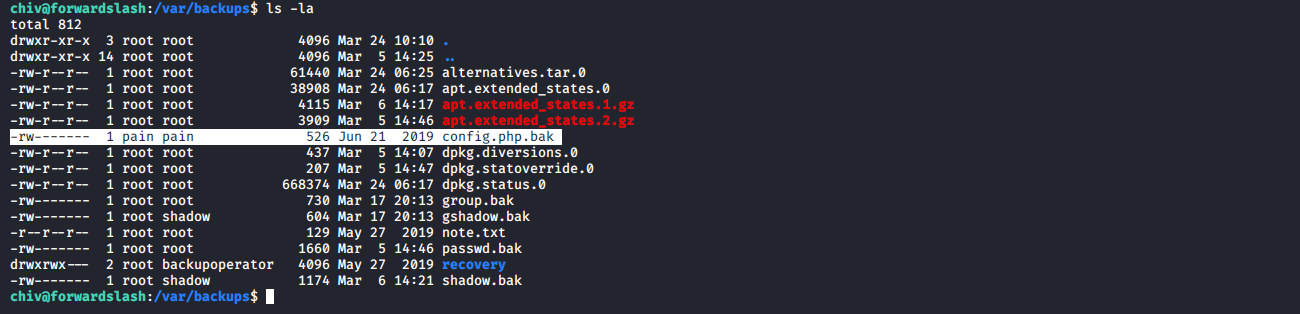 chiv@forwardslash:/var/backups$ ls -la
total 812
drwxr-xr-x  3 root root            4096 Mar 24 10:10 .
drwxr-xr-x 14 root root            4096 Mar  5 14:25 ..
-rw-r--r--  1 root root           61440 Mar 24 06:25 alternatives.tar.0
-rw-r--r--  1 root root           38908 Mar 24 06:17 apt.extended_states.0
-rw-r--r--  1 root root            4115 Mar  6 14:17 apt.extended_states.1.gz
-rw-r--r--  1 root root            3909 Mar  5 14:46 apt.extended_states.2.gz
-rw-------  1 pain pain             526 Jun 21  2019 config.php.bak
-rw-r--r--  1 root root             437 Mar  5 14:07 dpkg.diversions.0
-rw-r--r--  1 root root             207 Mar  5 14:47 dpkg.statoverride.0
-rw-r--r--  1 root root          668374 Mar 24 06:17 dpkg.status.0
-rw-------  1 root root             730 Mar 17 20:13 group.bak
-rw-------  1 root shadow           604 Mar 17 20:13 gshadow.bak
-r--r--r--  1 root root             129 May 27  2019 note.txt
-rw-------  1 root root            1660 Mar  5 14:46 passwd.bak
drwxrwx---  2 root backupoperator  4096 May 27  2019 recovery
-rw-------  1 root shadow          1174 Mar  6 14:21 shadow.bak
chiv@forwardslash:/var/backups$